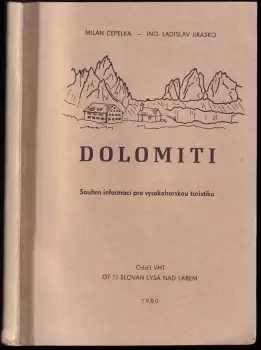 MILAN ČEPELKA — ING. LADISLAV JIRÁSKO
DOLOMITI
Souhrn informací pro vysokohorskou turistiku
Oddíl VHT
OT TJ SLOVAN LYSÁ NAD LABEM
1980